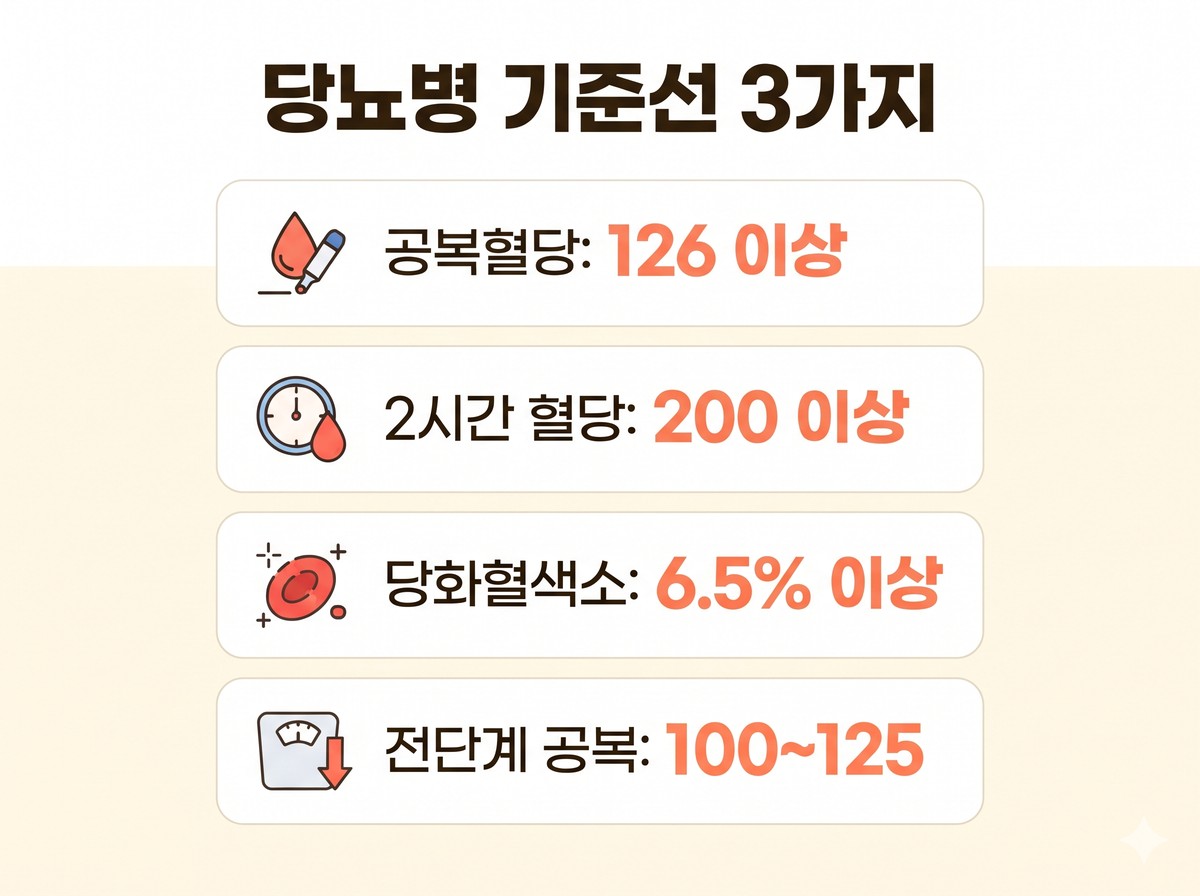 당뇨병 기준선 3가지
공복혈당: 126 이상
2시간 혈당: 200 이상
당화혈색소: 6.5% 이상
전단계 공복: 100~125